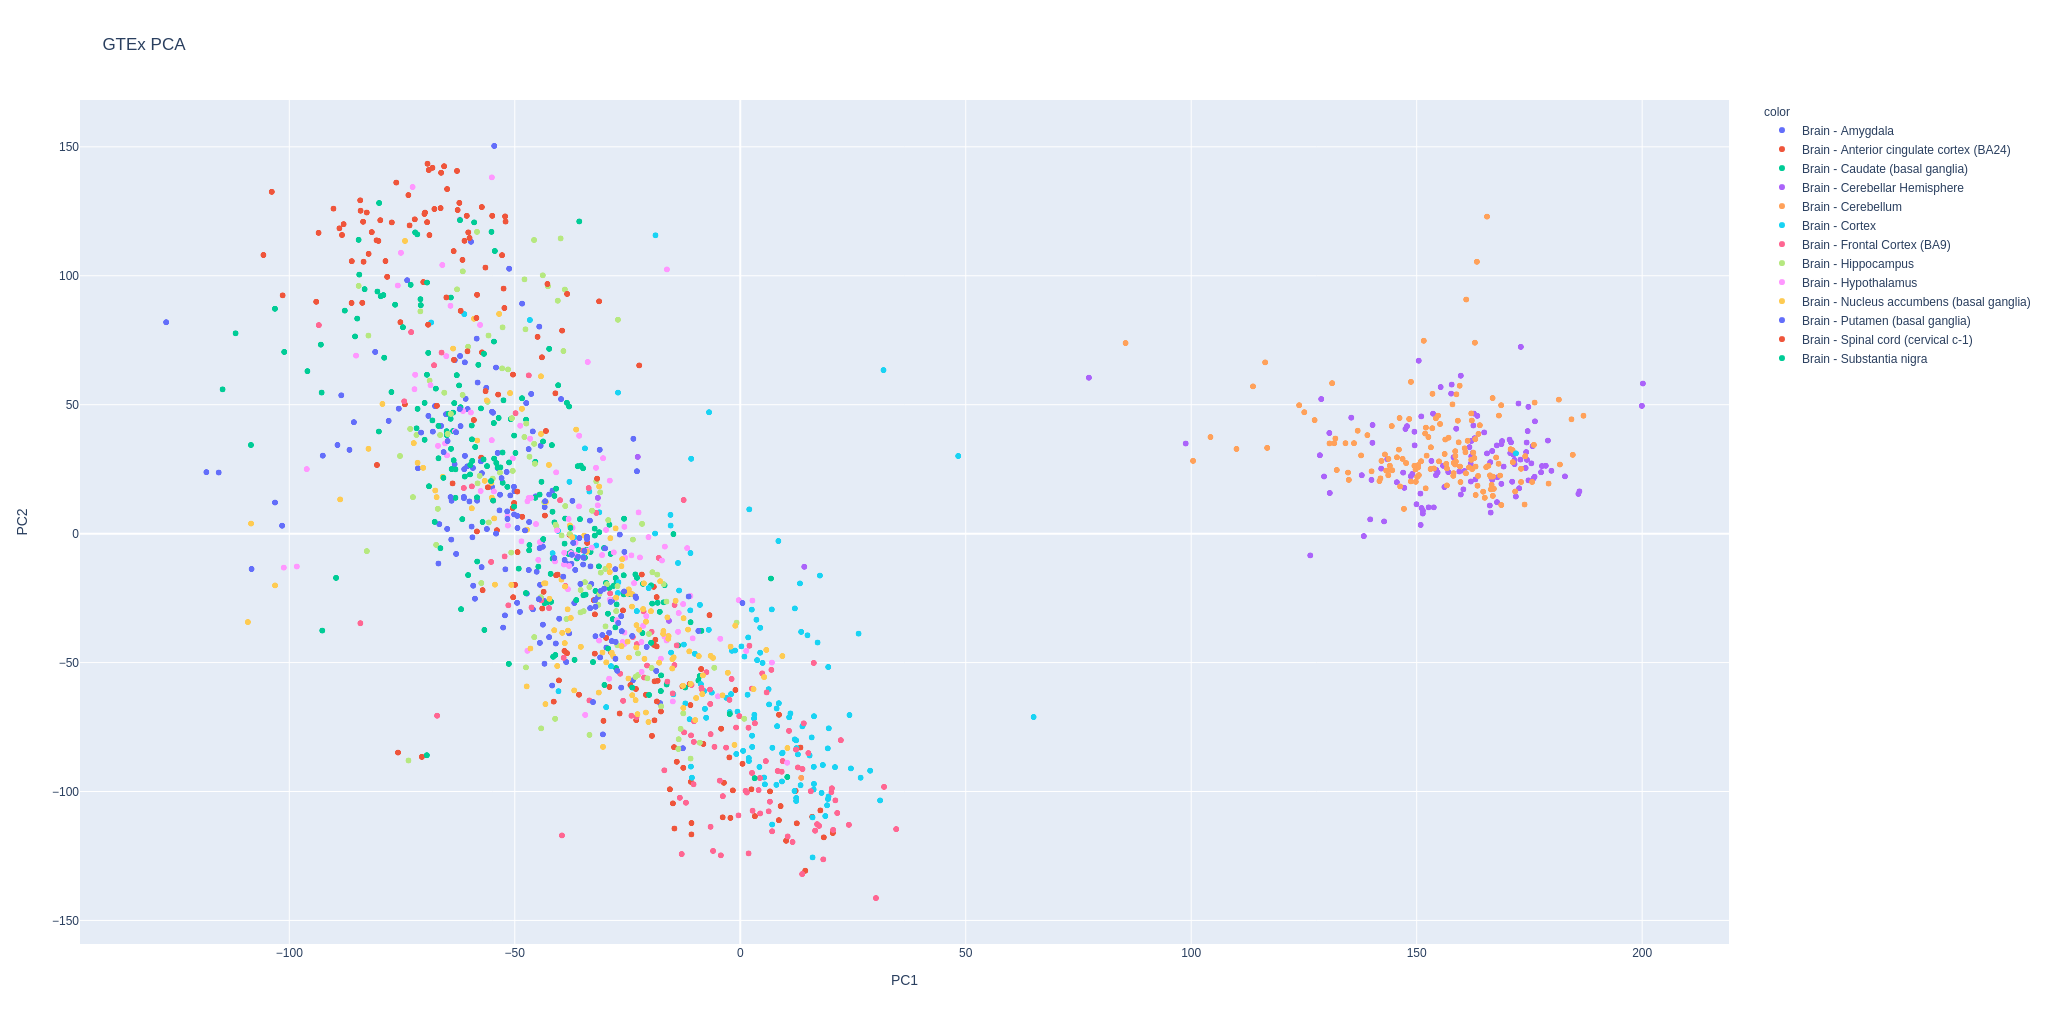 GTEx PCA
color
Brain - Amygdala
Brain - Anterior cingulate cortex (BA24)
Brain - Caudate (basal ganglia)
Brain - Cerebellar Hemisphere
Brain - Cerebellum
Brain - Cortex
Brain - Frontal Cortex (BA9)
Brain - Hippocampus
Brain - Hypothalamus
Brain - Nucleus accumbens (basal ganglia)
Brain - Putamen (basal ganglia)
Brain - Spinal cord (cervical c-1)
Brain - Substantia nigra
150
100
50
0
−50
−100
−150
PC2
−100
−50
0
50
100
150
200
PC1